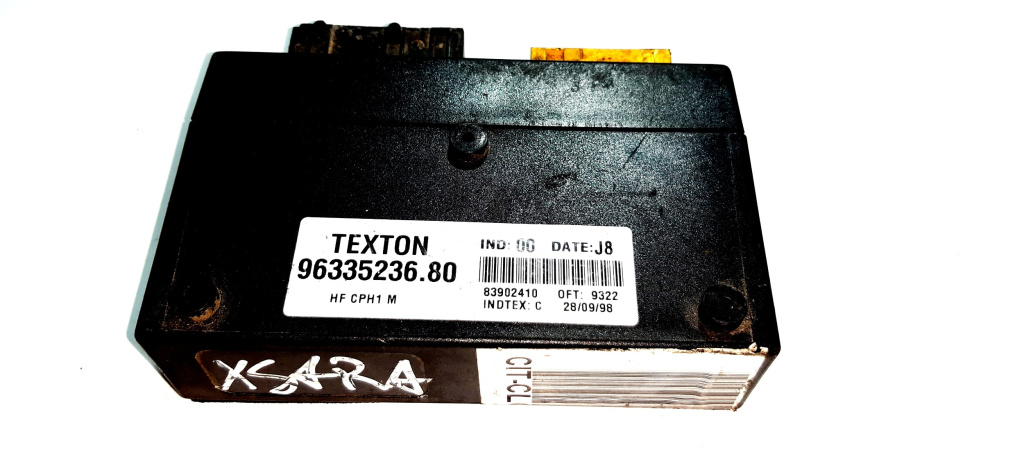 TEXTON
IND: 00 DATE: J8
96335236.80
83902410 OFT: 9322
HF CPH1 M
INDTEX: C 28/09/98
XSARA
CIT-CL